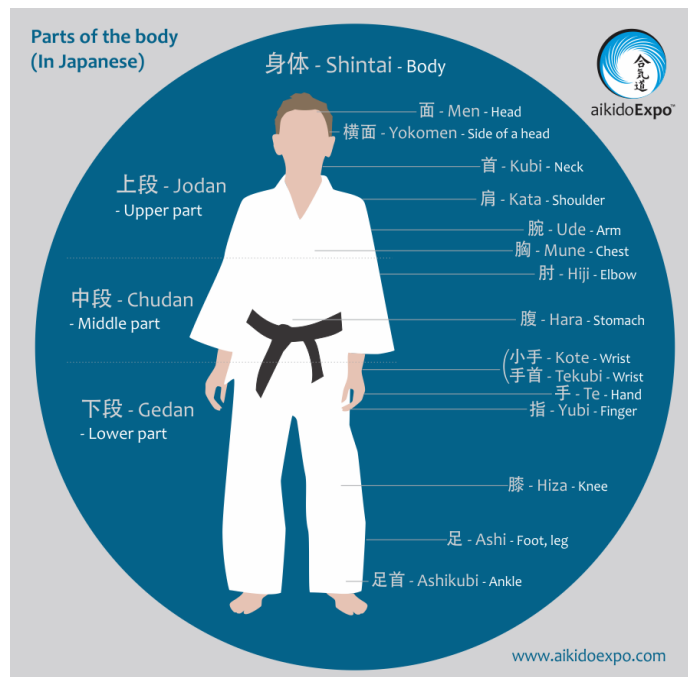 Parts of the body
(In Japanese)
身体 - Shintai - Body
合
気
道
aikidoExpo™
面 - Men - Head
横面 - Yokomen - Side of a head
首 - Kubi - Neck
上段 - Jodan
- Upper part
肩 - Kata - Shoulder
腕 - Ude - Arm
胸 - Mune - Chest
肘 - Hiji - Elbow
中段 - Chudan
- Middle part
腹 - Hara - Stomach
(小手 - Kote - Wrist
手首 - Tekubi - Wrist
手 - Te - Hand
指 - Yubi - Finger
下段 - Gedan
- Lower part
膝 - Hiza - Knee
足 - Ashi - Foot, leg
足首 - Ashikubi - Ankle
www.aikidoexpo.com